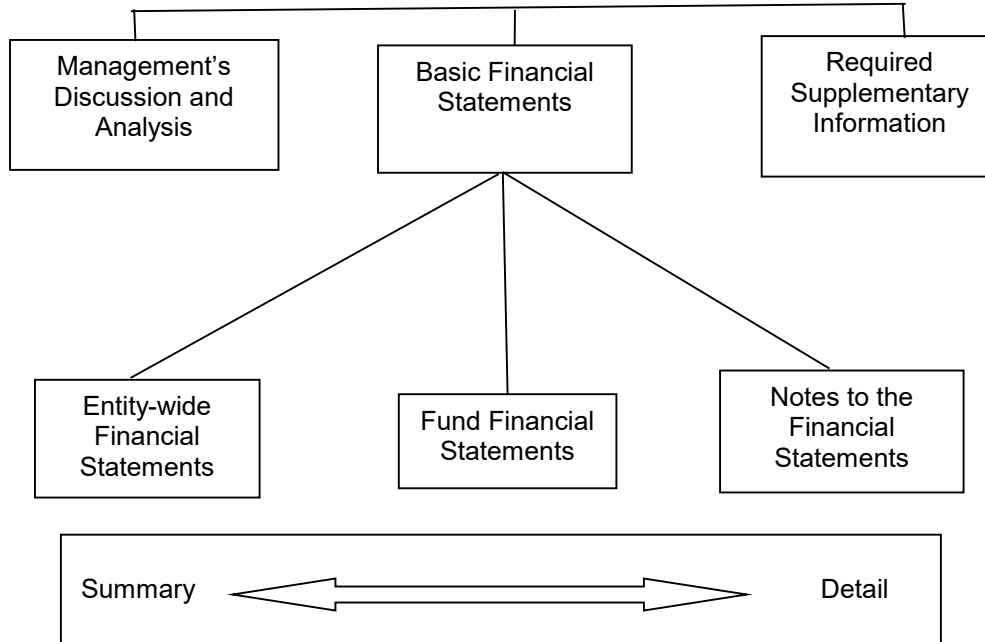 Management’s
Discussion and
Analysis
Basic Financial
Statements
Required
Supplementary
Information
Entity-wide
Financial
Statements
Fund Financial
Statements
Notes to the
Financial
Statements
Summary
Detail